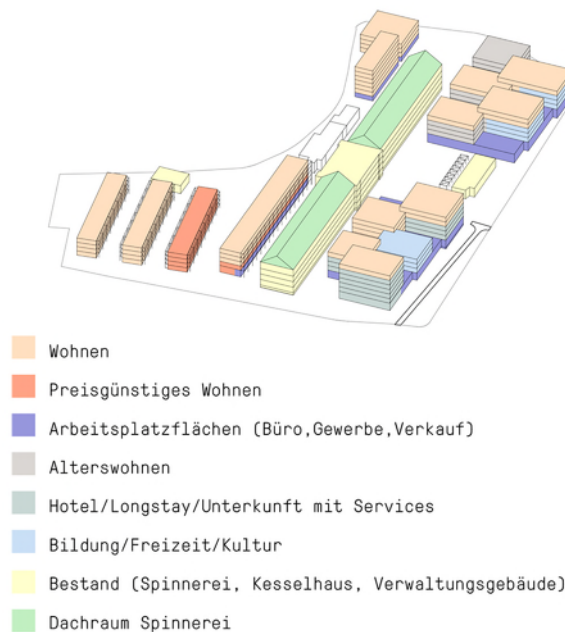 Wohnen
Preisgünstiges Wohnen
Arbeitsplatzflächen (Büro,Gewerbe,Verkauf)
Alterswohnen
Hotel/Longstay/Unterkunft mit Services
Bildung/Freizeit/Kultur
Bestand (Spinnerei, Kesselhaus, Verwaltungsgebäude)
Dachraum Spinnerei